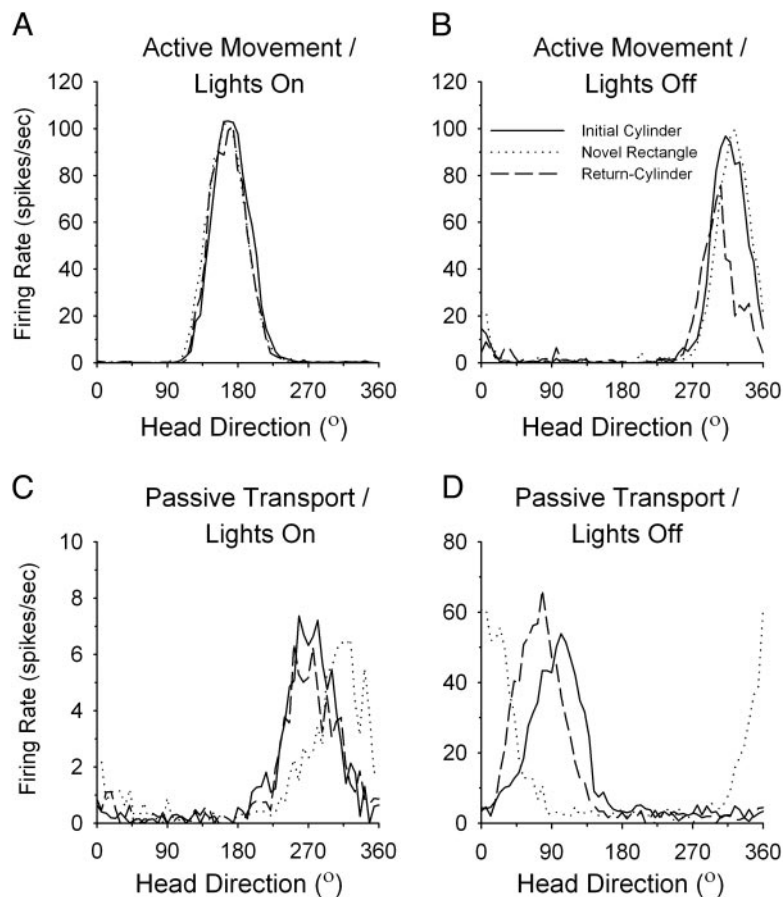 A
Active Movement /
Lights On
Firing Rate (spikes/sec)
120
100
80
60
40
20
0
0 90 180 270 360
Head Direction (°)
B
Active Movement /
Lights Off
120
100
80
60
40
20
0
Initial Cylinder
Novel Rectangle
Return-Cylinder
0 90 180 270 360
Head Direction (°)
C
Passive Transport /
Lights On
Firing Rate (spikes/sec)
10
8
6
4
2
0
0 90 180 270 360
Head Direction (°)
D
Passive Transport /
Lights Off
80
60
40
20
0
0 90 180 270 360
Head Direction (°)